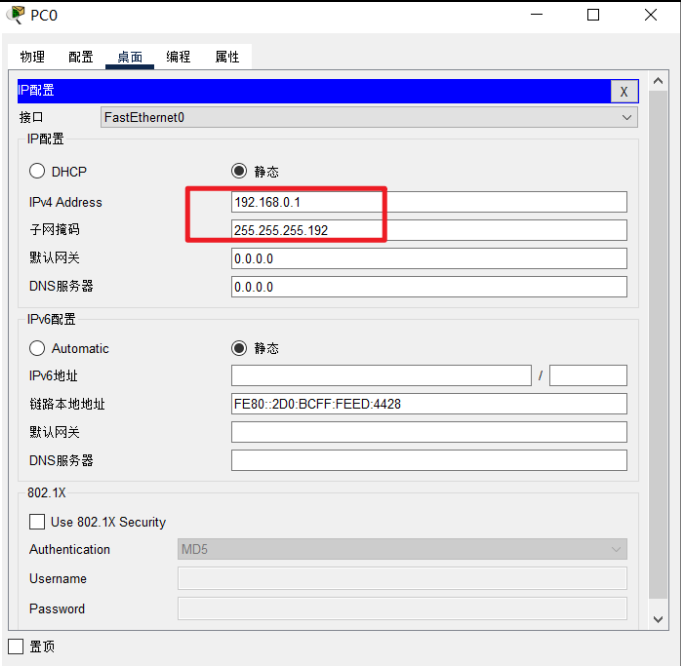 PC0
物理 配置 桌面 编程 属性
IP配置 X
接口 FastEthernet0
IP配置
DHCP 静态
IPv4 Address 192.168.0.1
子网掩码 255.255.255.192
默认网关 0.0.0.0
DNS服务器 0.0.0.0
IPv6配置
Automatic 静态
IPv6地址 /
链路本地地址 FE80::2D0:BCFF:FEED:4428
默认网关
DNS服务器
802.1X
Use 802.1X Security
Authentication MD5
Username
Password
置顶